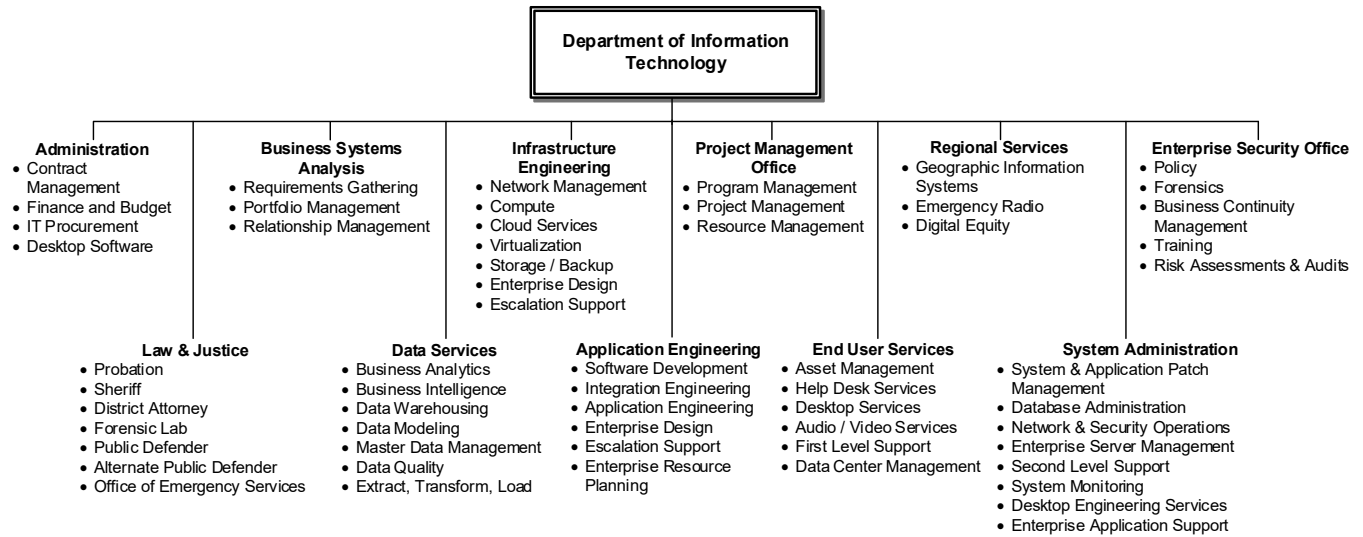 Department of Information
Technology
Administration
• Contract
Management
• Finance and Budget
• IT Procurement
• Desktop Software
Business Systems
Analysis
• Requirements Gathering
• Portfolio Management
• Relationship Management
Infrastructure
Engineering
• Network Management
• Compute
• Cloud Services
• Virtualization
• Storage / Backup
• Enterprise Design
• Escalation Support
Project Management
Office
• Program Management
• Project Management
• Resource Management
Regional Services
• Geographic Information
Systems
• Emergency Radio
• Digital Equity
Enterprise Security Office
• Policy
• Forensics
• Business Continuity
Management
• Training
• Risk Assessments & Audits
Law & Justice
• Probation
• Sheriff
• District Attorney
• Forensic Lab
• Public Defender
• Alternate Public Defender
• Office of Emergency Services
Data Services
• Business Analytics
• Business Intelligence
• Data Warehousing
• Data Modeling
• Master Data Management
• Data Quality
• Extract, Transform, Load
Application Engineering
• Software Development
• Integration Engineering
• Application Engineering
• Enterprise Design
• Escalation Support
• Enterprise Resource
Planning
End User Services
• Asset Management
• Help Desk Services
• Desktop Services
• Audio / Video Services
• First Level Support
• Data Center Management
System Administration
• System & Application Patch
Management
• Database Administration
• Network & Security Operations
• Enterprise Server Management
• Second Level Support
• System Monitoring
• Desktop Engineering Services
• Enterprise Application Support